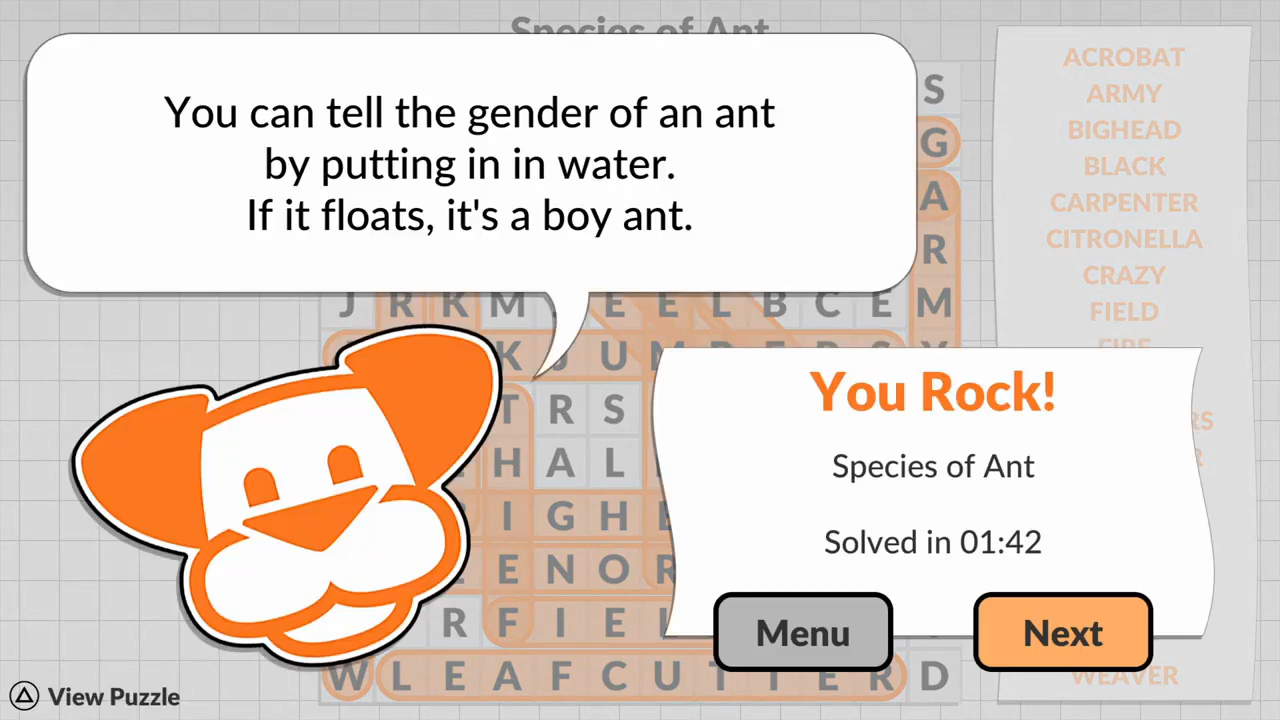 Species of Ant
You can tell the gender of an ant
by putting in in water.
If it floats, it's a boy ant.
S
G
A
R
J R K M E E L B C E M
K J U M
T R S
H A L
I G H E
E N O R
R F I E L
W L E A F C U T T E R D
ACROBAT
ARMY
BIGHEAD
BLACK
CARPENTER
CITRONELLA
CRAZY
FIELD
FIRE
WEAVER
You Rock!
Species of Ant
Solved in 01:42
Menu
Next
View Puzzle